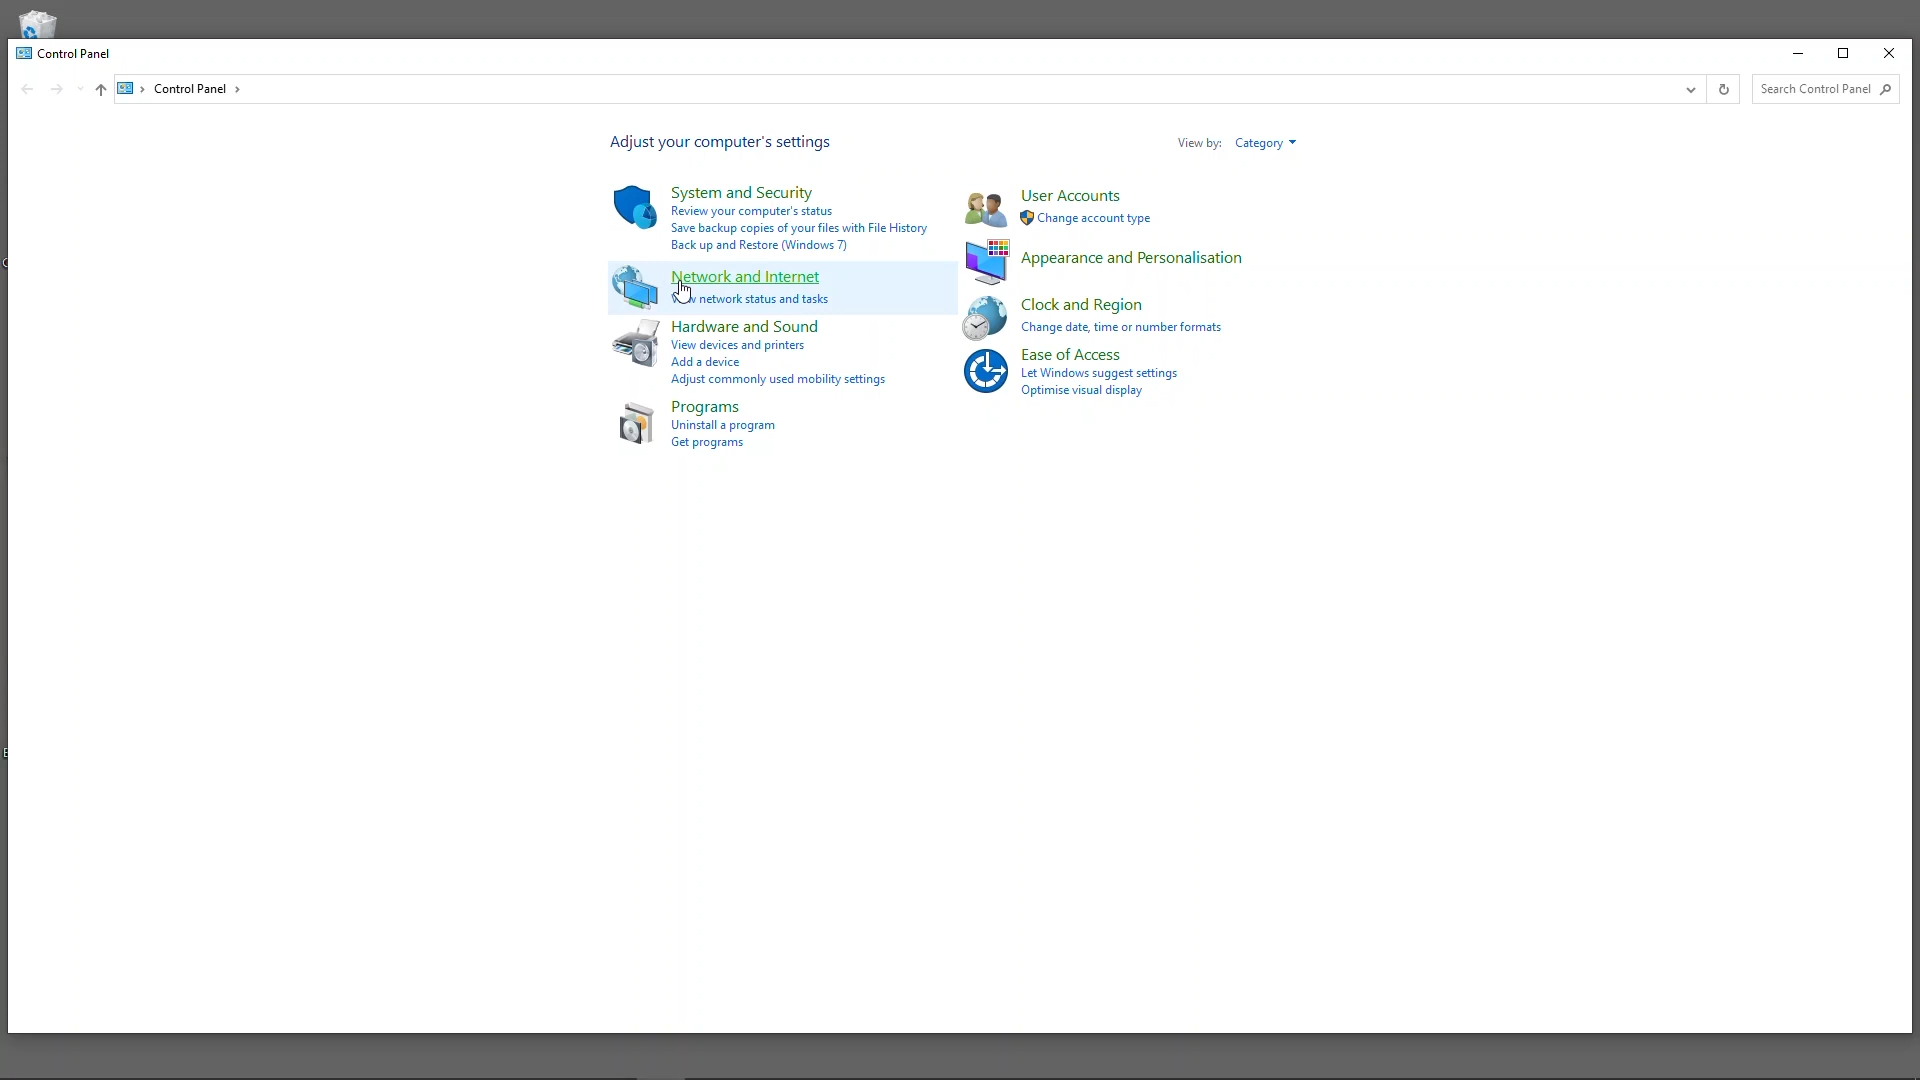 Control Panel
Control Panel
Search Control Panel
Adjust your computer's settings
View by: Category
System and Security
Review your computer's status
Save backup copies of your files with File History
Back up and Restore (Windows 7)
Network and Internet
network status and tasks
Hardware and Sound
View devices and printers
Add a device
Adjust commonly used mobility settings
Programs
Uninstall a program
Get programs
User Accounts
Change account type
Appearance and Personalisation
Clock and Region
Change date, time or number formats
Ease of Access
Let Windows suggest settings
Optimise visual display